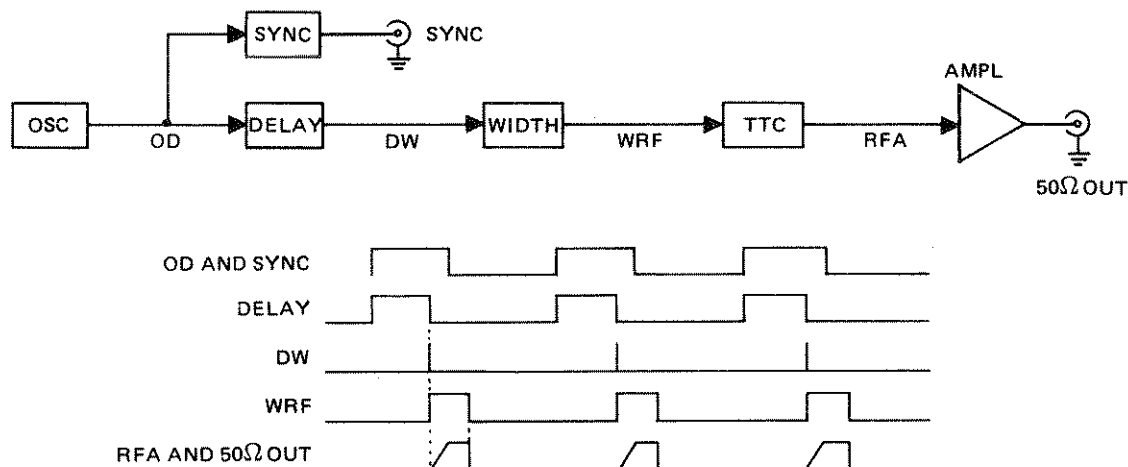 SYNC
SYNC
AMPL
OSC
DELAY
WIDTH
TTC
OD
DW
WRF
RFA
50Ω OUT
OD AND SYNC
DELAY
DW
WRF
RFA AND 50Ω OUT